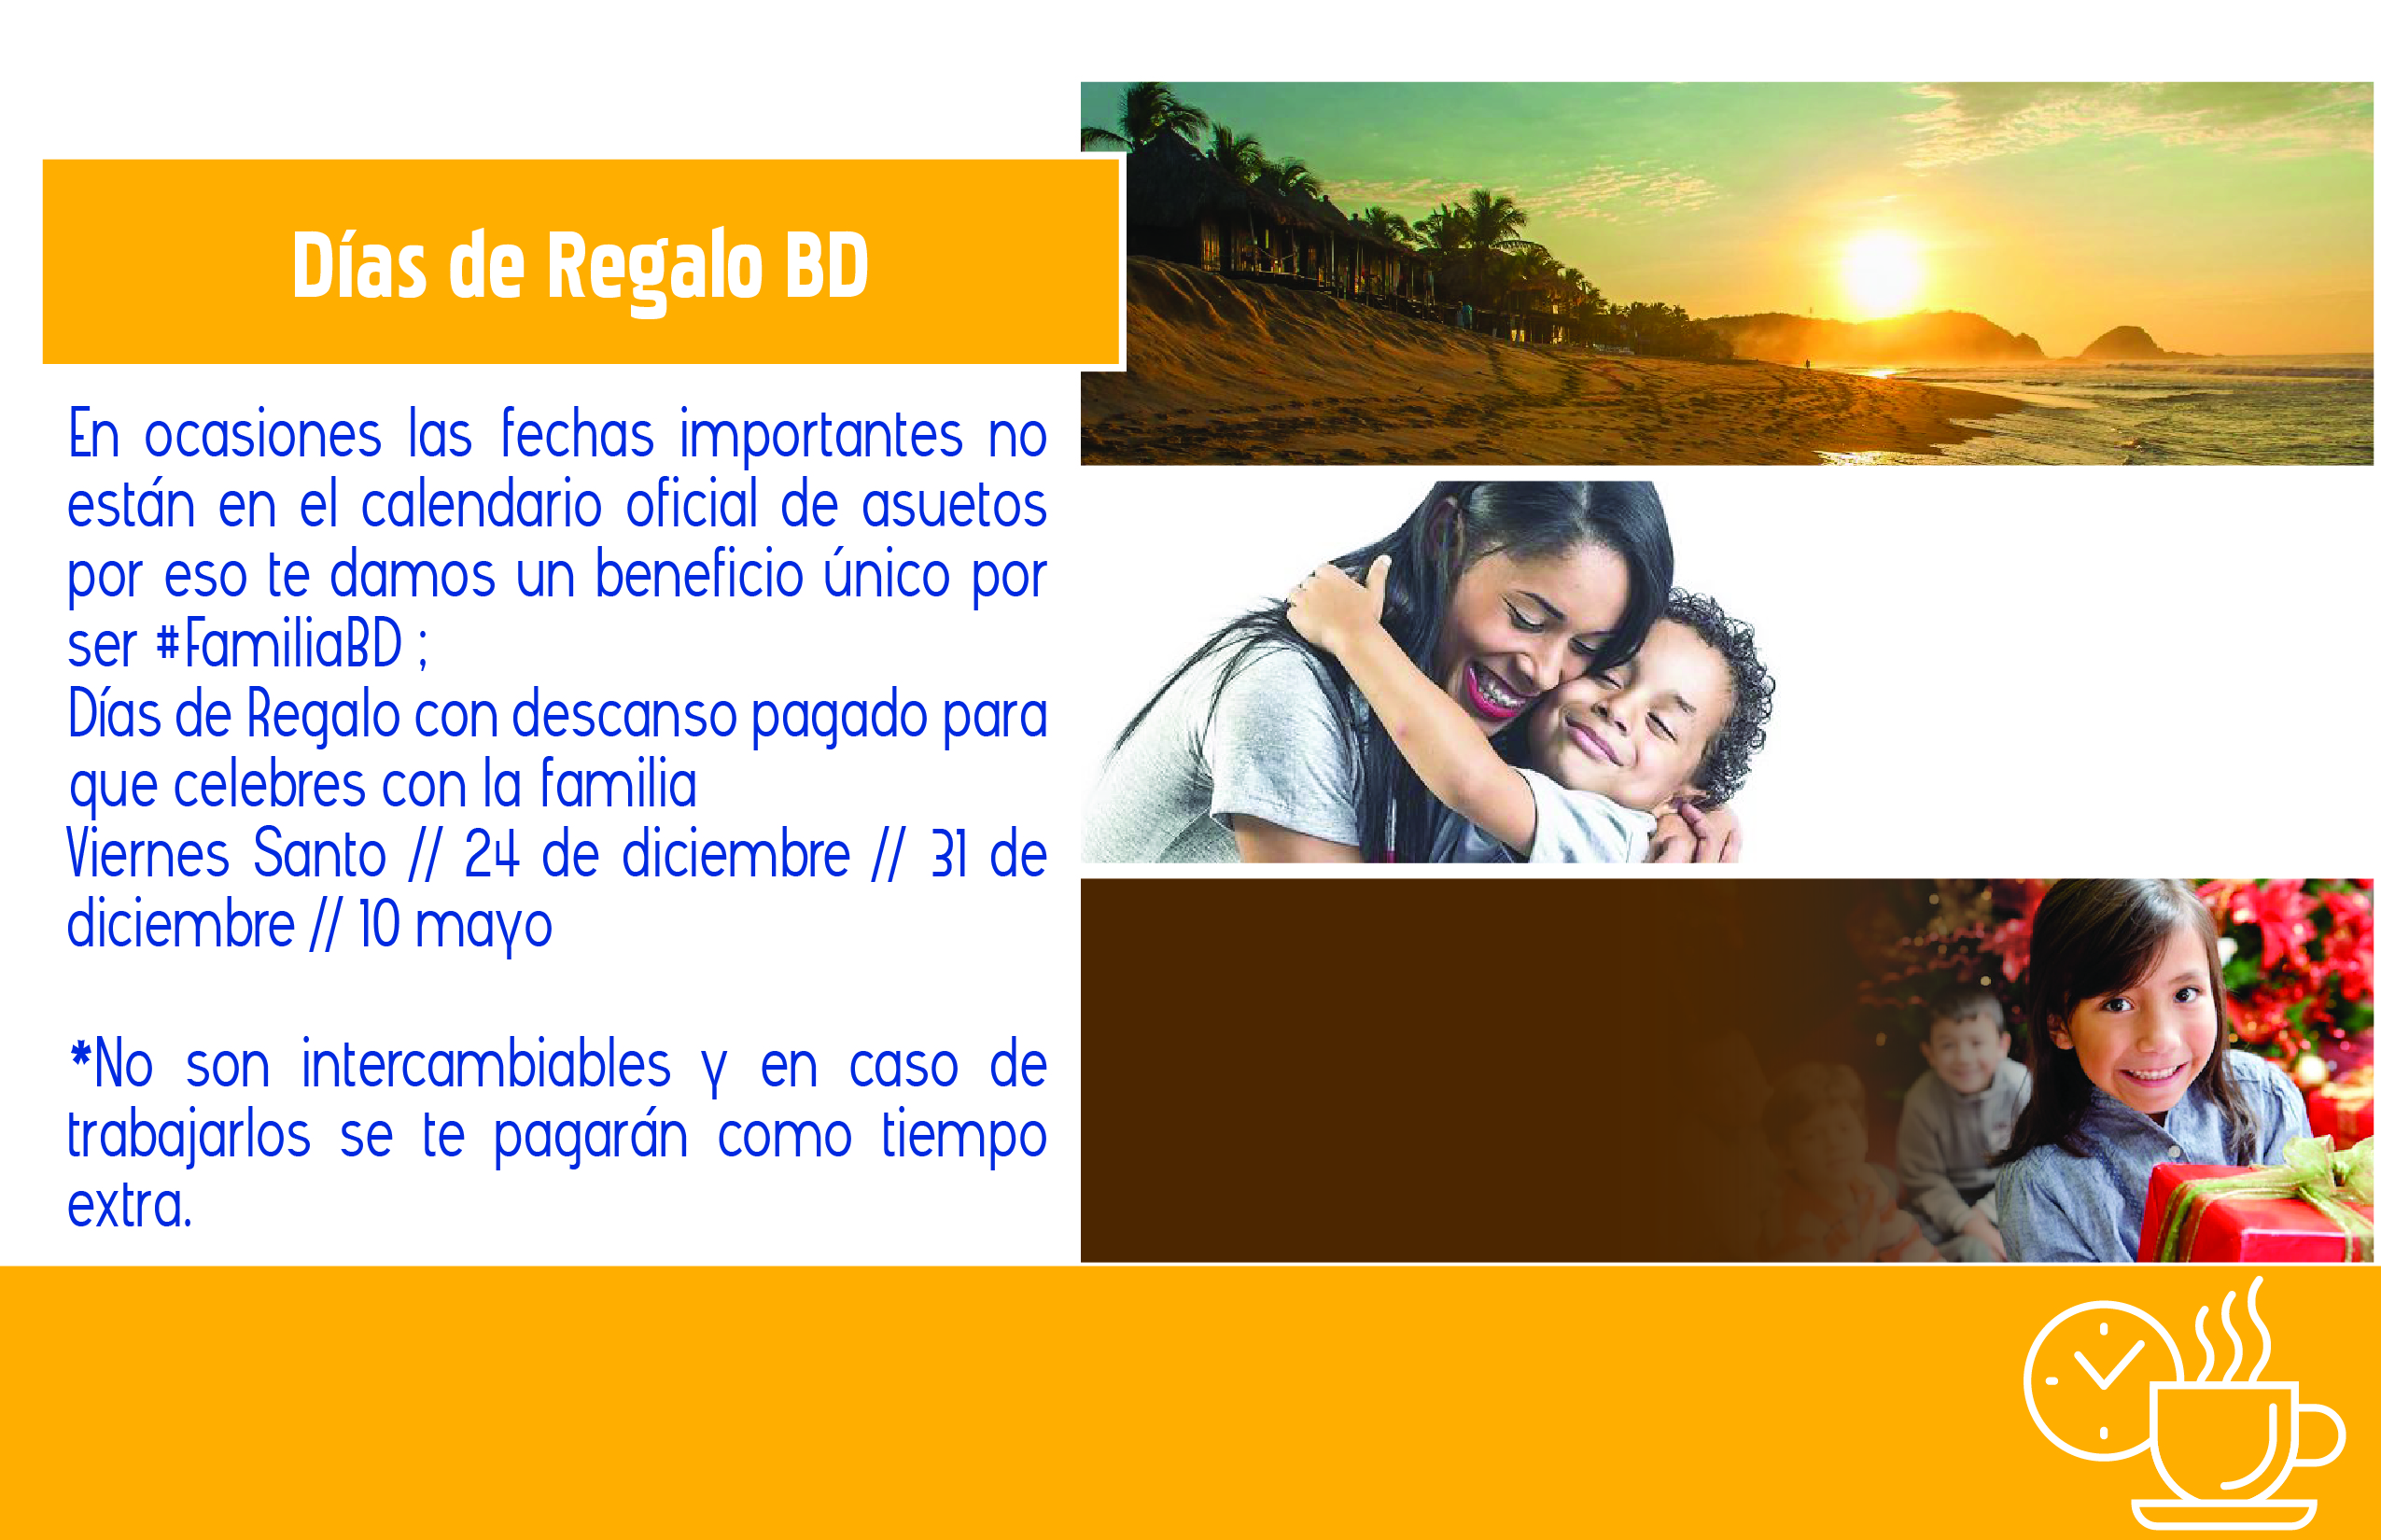 Días de Regalo BD
En ocasiones las fechas importantes no
están en el calendario oficial de asuetos
por eso te damos un beneficio único por
ser #FamiliaBD ;
Días de Regalo con descanso pagado para
que celebres con la familia
Viernes Santo // 24 de diciembre // 31 de
diciembre // 10 mayo
*No son intercambiables y en caso de
trabajarlos se te pagarán como tiempo
extra.